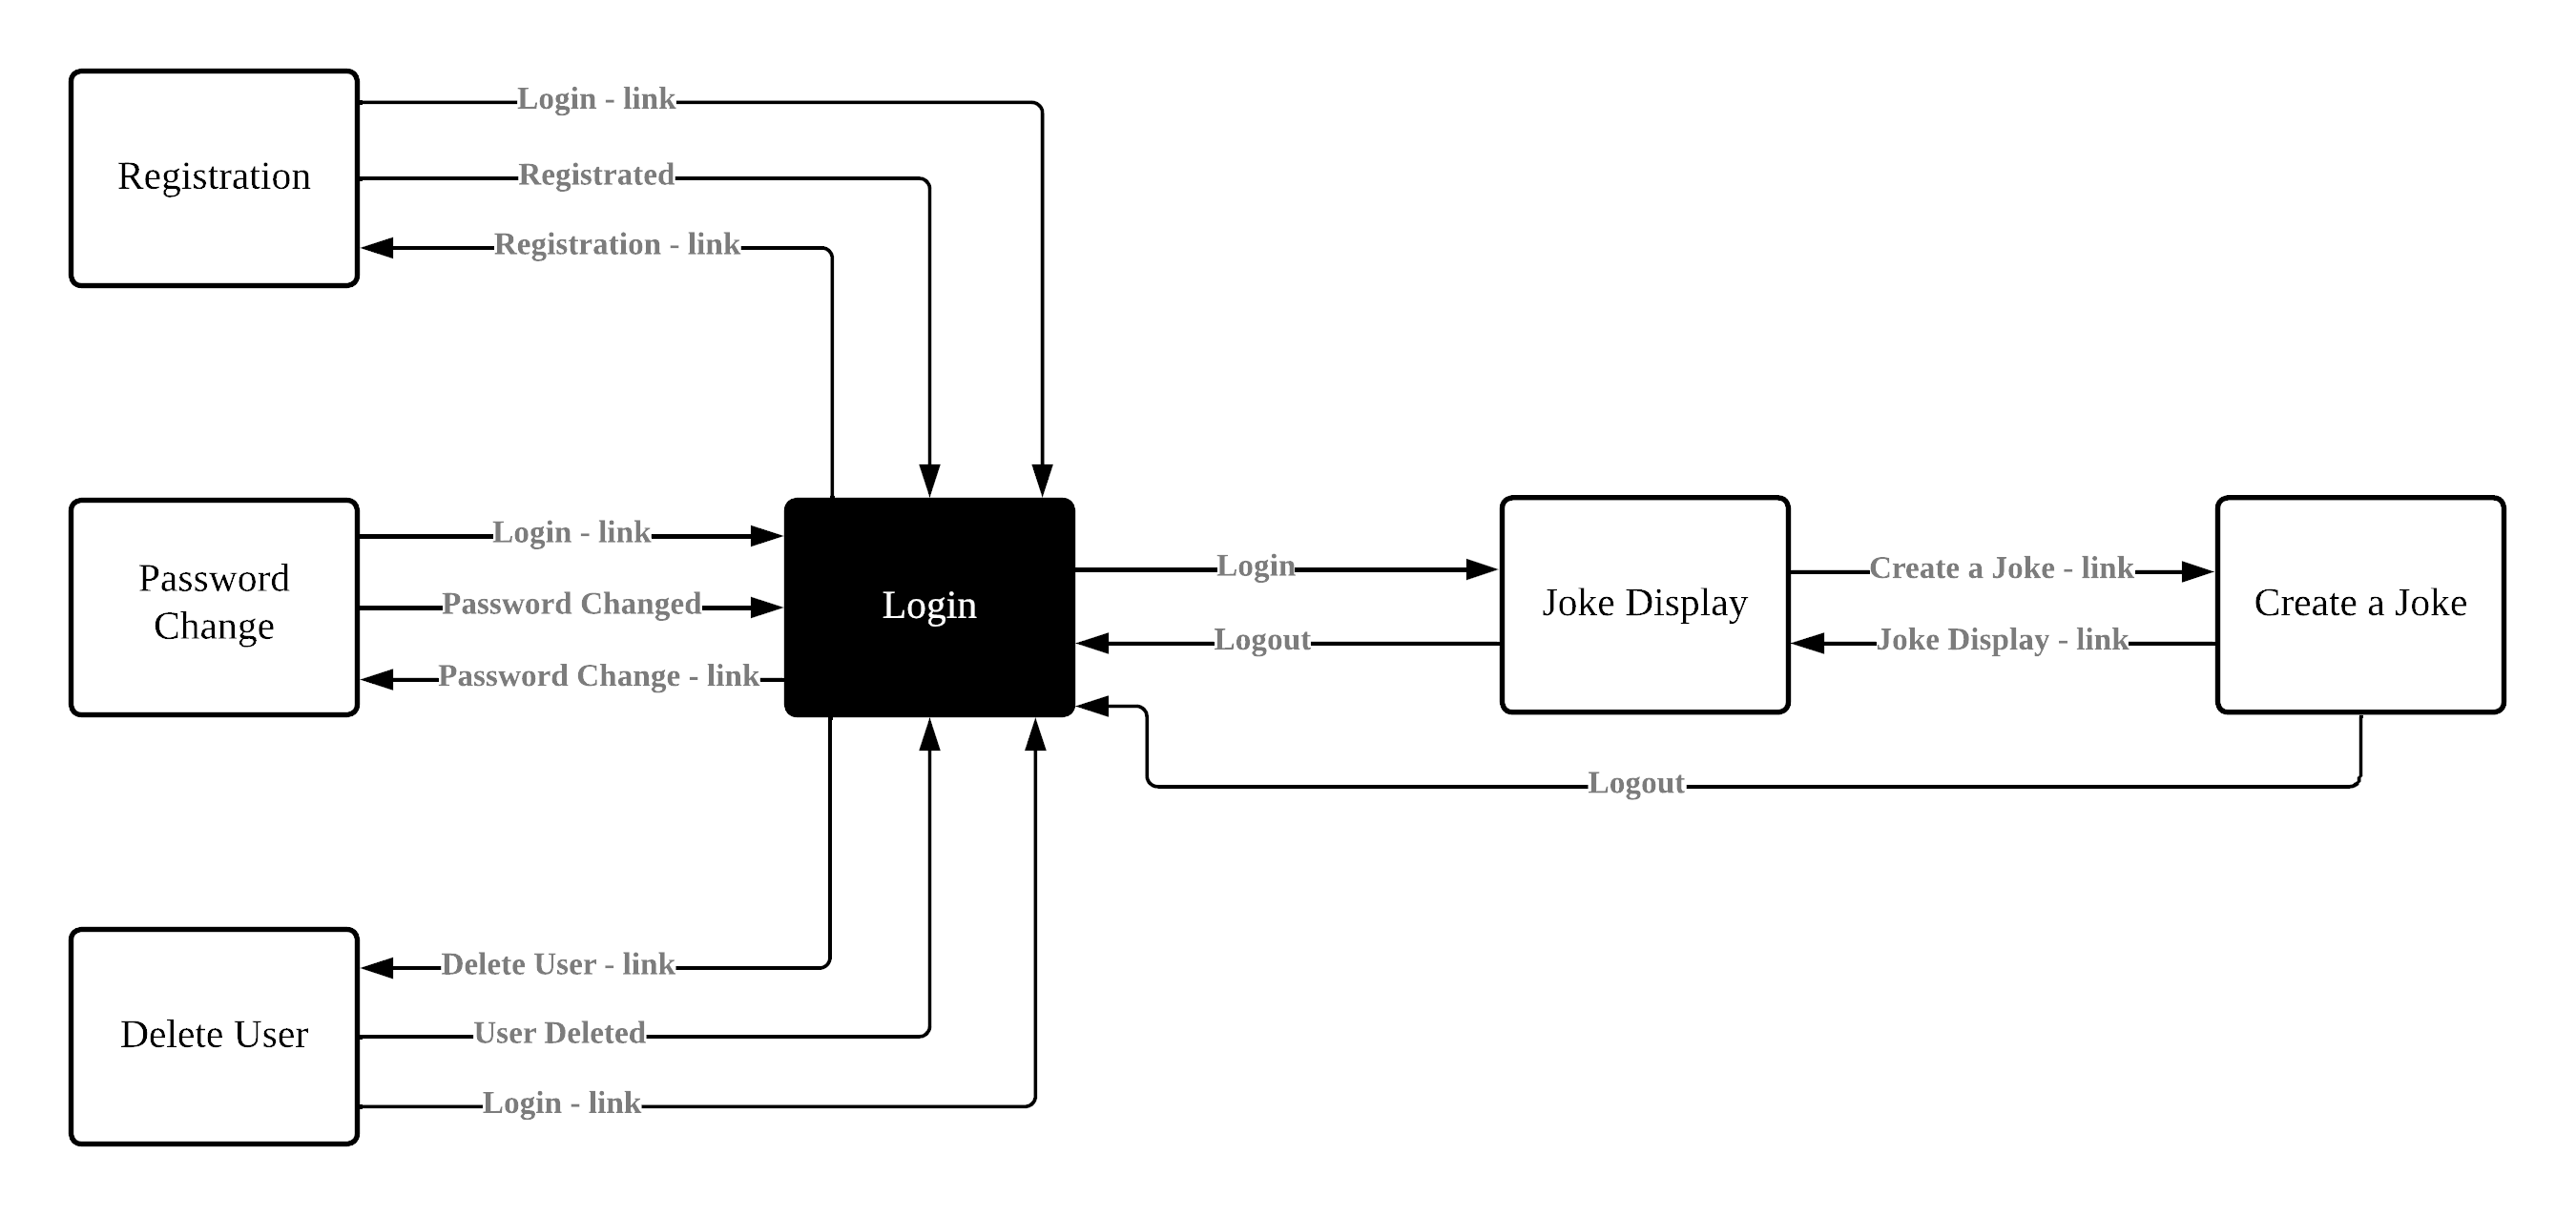 Registration
Login - link
Registrated
Registration - link
Password
Change
Login - link
Password Changed
Password Change - link
Login
Login
Logout
Joke Display
Create a Joke - link
Joke Display - link
Create a Joke
Logout
Delete User
Delete User - link
User Deleted
Login - link